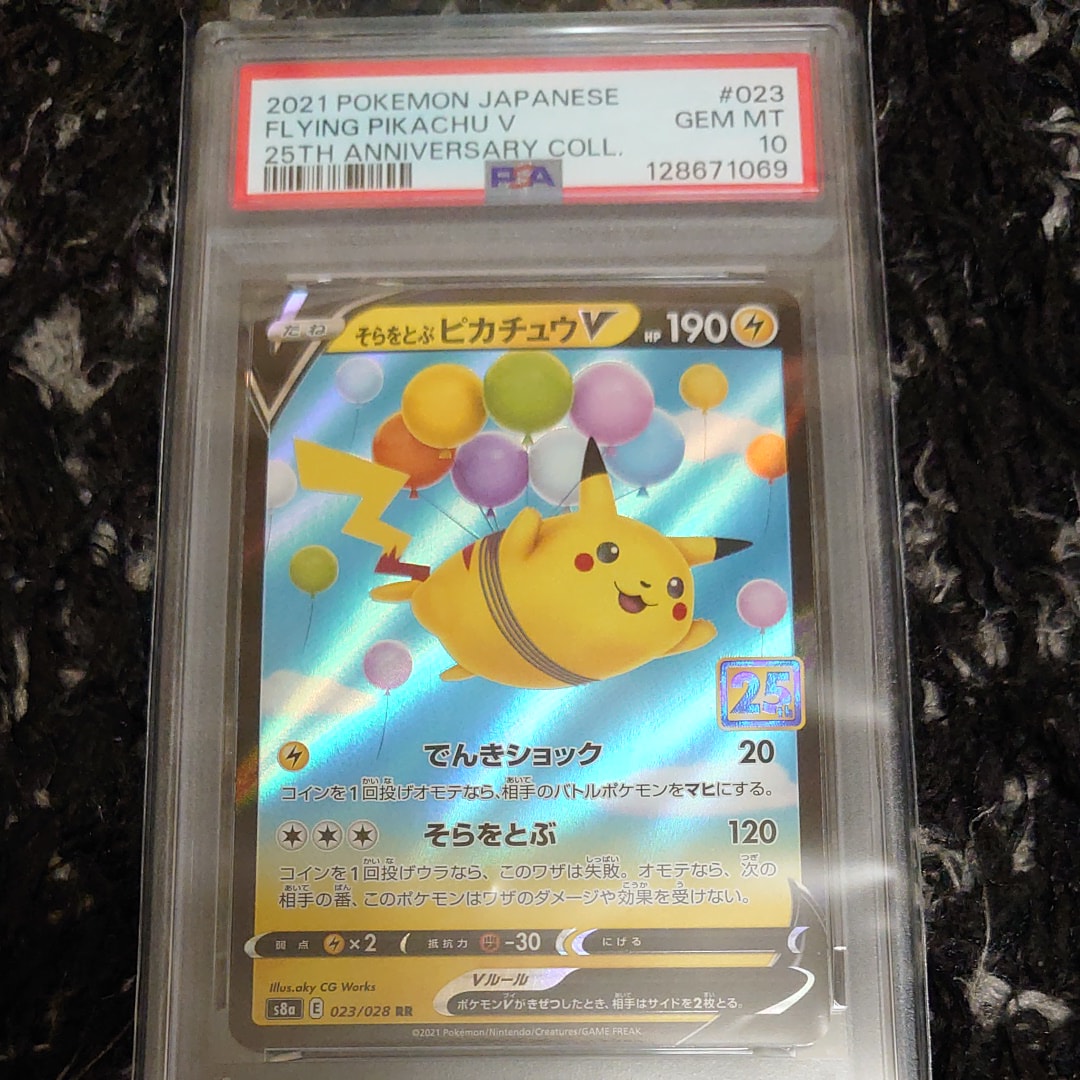 2021 POKEMON JAPANESE #023
FLYING PIKACHU V GEM MT
25TH ANNIVERSARY COLL. 10
PSA 128671069
たね そらをとぶピカチュウV HP 190
25th
でんきショック 20
コインを1回投げオモテなら、相手のバトルポケモンをマヒにする。
そらをとぶ 120
コインを1回投げウラなら、このワザは失敗。オモテなら、次の
相手の番、このポケモンはワザのダメージや効果を受けない。
弱点 ×2 抵抗力 -30 にげる
Illus.aky CG Works
Vルール
s8a E 023/028 RR
ポケモンVがきぜつしたとき、相手はサイドを2枚とる。
©2021 Pokémon/Nintendo/Creatures/GAME FREAK.